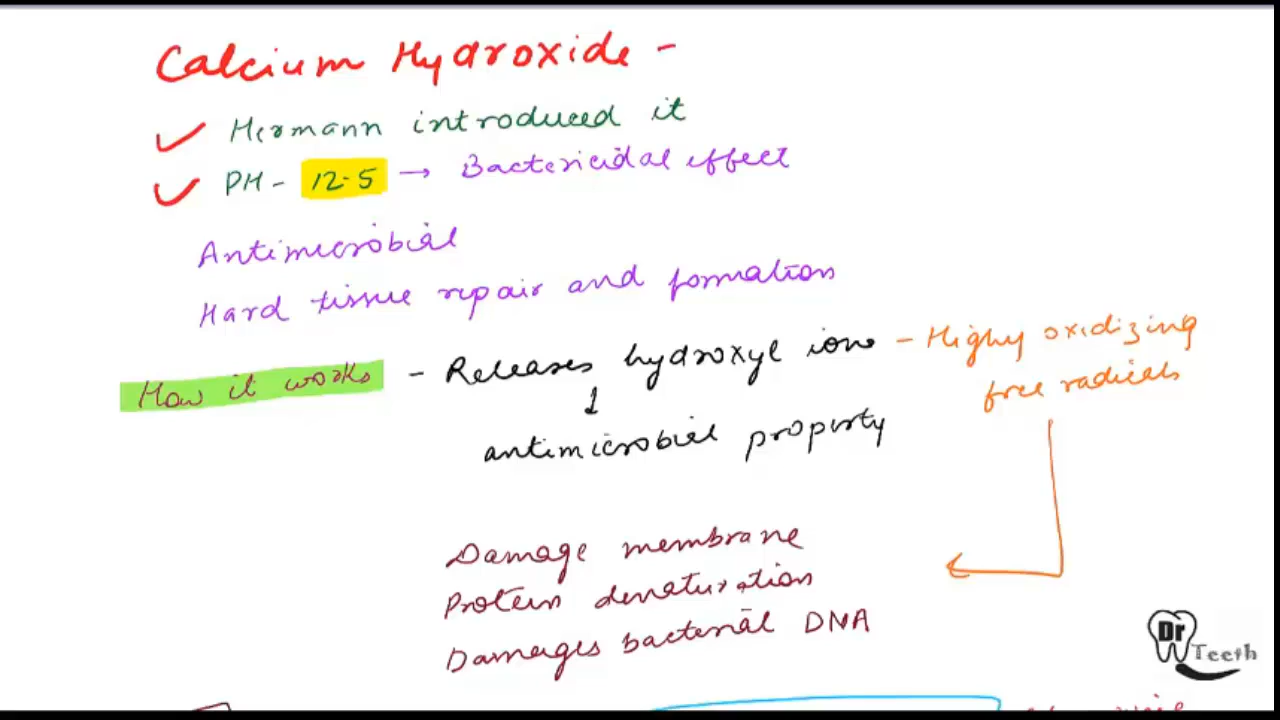 Calcium Hydroxide -
Hermann introduced it
PH - 12.5 → Bactericidal effect
Antimicrobial
Hard tissue repair and formation
How it works - Releases hydroxyl ions - Highly oxidizing
free radicals
↓
antimicrobial property
Damage membrane
Protein denaturation
Damages bacterial DNA
Dr
Teeth